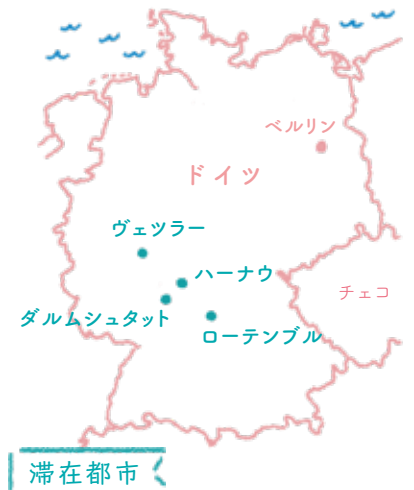 ベルリン
ドイツ
ヴェツラー
ハーナウ
チェコ
ダルムシュタット
ローテンブルク
滞在都市